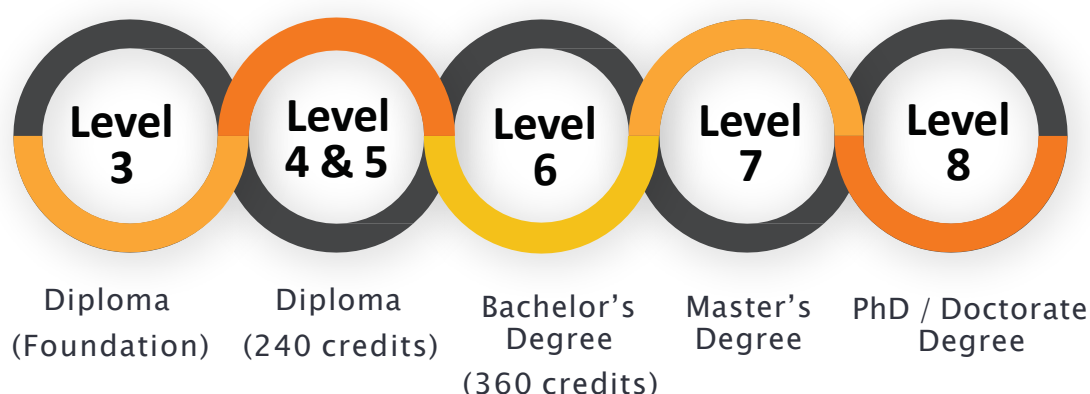 Level
3
Level
4 & 5
Level
6
Level
7
Level
8
Diploma
(Foundation)
Diploma
(240 credits)
Bachelor’s
Degree
(360 credits)
Master’s
Degree
PhD / Doctorate
Degree